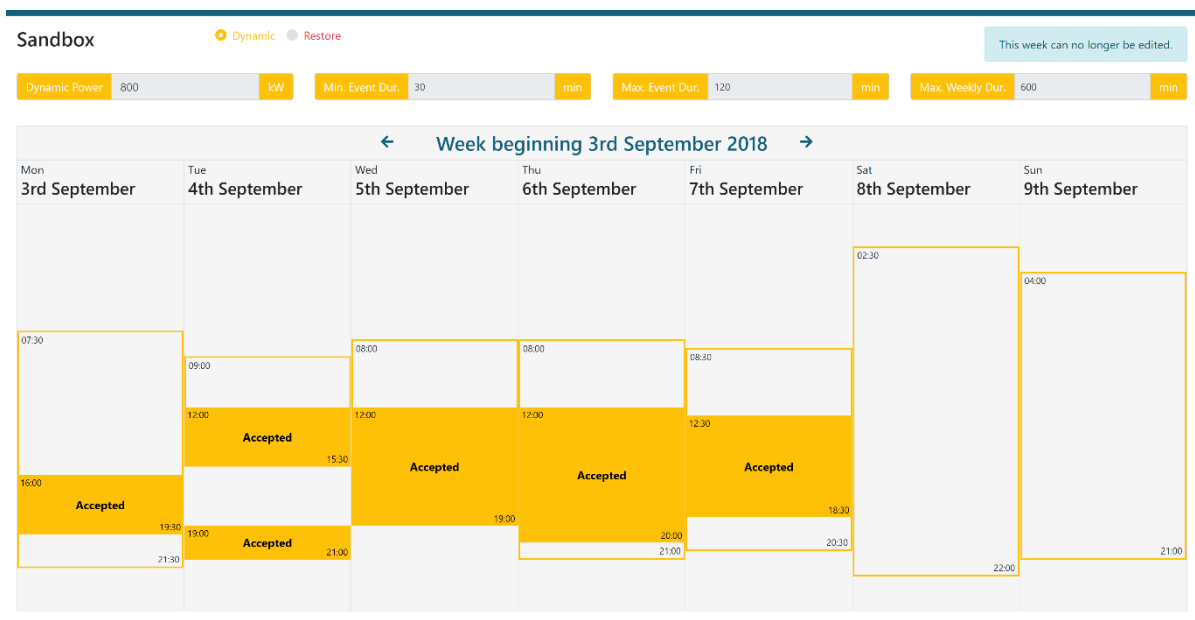 Sandbox
Dynamic Restore
This week can no longer be edited.
Dynamic Power 800 kW Min. Event Dur. 30 min Max. Event Dur. 120 min Max. Weekly Dur. 600 min
Week beginning 3rd September 2018
Mon Tue Wed Thu Fri Sat Sun
3rd September 4th September 5th September 6th September 7th September 8th September 9th September
02:30
04:00
07:30
08:00 08:00
08:30
09:00
12:00 12:00 12:00
12:30
Accepted
15:30
Accepted Accepted
Accepted
16:00
Accepted
18:30
19:00
19:30
19:00
20:00
Accepted
20:30
21:00 21:00 21:00
21:30
22:00